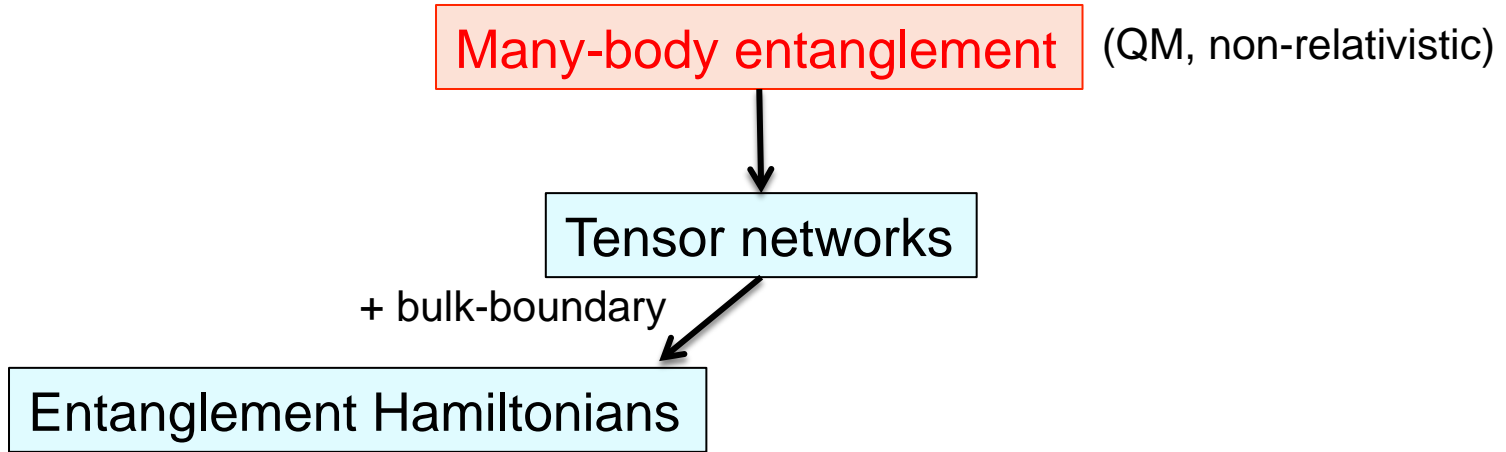 Many-body entanglement (QM, non-relativistic)
Tensor networks
+ bulk-boundary
Entanglement Hamiltonians